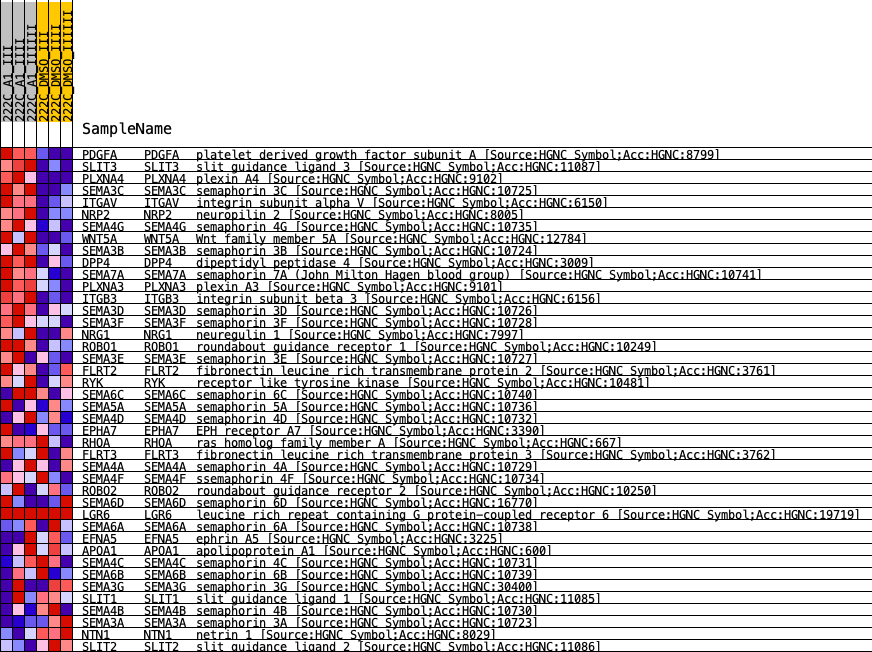 222C_A1_III
222C_A1_IIII
222C_A1_IIIIII
222C_DMSO_III
222C_DMSO_IIII
222C_DMSO_IIIIII
SampleName
PDGFA PDGFA platelet derived growth factor subunit A [Source:HGNC Symbol;Acc:HGNC:8799]
SLIT3 SLIT3 slit guidance ligand 3 [Source:HGNC Symbol;Acc:HGNC:11087]
PLXNA4 PLXNA4 plexin A4 [Source:HGNC Symbol;Acc:HGNC:9102]
SEMA3C SEMA3C semaphorin 3C [Source:HGNC Symbol;Acc:HGNC:10725]
ITGAV ITGAV integrin subunit alpha V [Source:HGNC Symbol;Acc:HGNC:6150]
NRP2 NRP2 neuropilin 2 [Source:HGNC Symbol;Acc:HGNC:8005]
SEMA4G SEMA4G semaphorin 4G [Source:HGNC Symbol;Acc:HGNC:10735]
WNT5A WNT5A Wnt family member 5A [Source:HGNC Symbol;Acc:HGNC:12784]
SEMA3B SEMA3B semaphorin 3B [Source:HGNC Symbol;Acc:HGNC:10724]
DPP4 DPP4 dipeptidyl peptidase 4 [Source:HGNC Symbol;Acc:HGNC:3009]
SEMA7A SEMA7A semaphorin 7A (John Milton Hagen blood group) [Source:HGNC Symbol;Acc:HGNC:10741]
PLXNA3 PLXNA3 plexin A3 [Source:HGNC Symbol;Acc:HGNC:9101]
ITGB3 ITGB3 integrin subunit beta 3 [Source:HGNC Symbol;Acc:HGNC:6156]
SEMA3D SEMA3D semaphorin 3D [Source:HGNC Symbol;Acc:HGNC:10726]
SEMA3F SEMA3F semaphorin 3F [Source:HGNC Symbol;Acc:HGNC:10728]
NRG1 NRG1 neuregulin 1 [Source:HGNC Symbol;Acc:HGNC:7997]
ROBO1 ROBO1 roundabout guidance receptor 1 [Source:HGNC Symbol;Acc:HGNC:10249]
SEMA3E SEMA3E semaphorin 3E [Source:HGNC Symbol;Acc:HGNC:10727]
FLRT2 FLRT2 fibronectin leucine rich transmembrane protein 2 [Source:HGNC Symbol;Acc:HGNC:3761]
RYK RYK receptor like tyrosine kinase [Source:HGNC Symbol;Acc:HGNC:10481]
SEMA6C SEMA6C semaphorin 6C [Source:HGNC Symbol;Acc:HGNC:10740]
SEMA5A SEMA5A semaphorin 5A [Source:HGNC Symbol;Acc:HGNC:10736]
SEMA4D SEMA4D semaphorin 4D [Source:HGNC Symbol;Acc:HGNC:10732]
EPHA7 EPHA7 EPH receptor A7 [Source:HGNC Symbol;Acc:HGNC:3390]
RHOA RHOA ras homolog family member A [Source:HGNC Symbol;Acc:HGNC:667]
FLRT3 FLRT3 fibronectin leucine rich transmembrane protein 3 [Source:HGNC Symbol;Acc:HGNC:3762]
SEMA4A SEMA4A semaphorin 4A [Source:HGNC Symbol;Acc:HGNC:10729]
SEMA4F SEMA4F ssemaphorin 4F [Source:HGNC Symbol;Acc:HGNC:10734]
ROBO2 ROBO2 roundabout guidance receptor 2 [Source:HGNC Symbol;Acc:HGNC:10250]
SEMA6D SEMA6D semaphorin 6D [Source:HGNC Symbol;Acc:HGNC:16770]
LGR6 LGR6 leucine rich repeat containing G protein-coupled receptor 6 [Source:HGNC Symbol;Acc:HGNC:19719]
SEMA6A SEMA6A semaphorin 6A [Source:HGNC Symbol;Acc:HGNC:10738]
EFNA5 EFNA5 ephrin A5 [Source:HGNC Symbol;Acc:HGNC:3225]
APOA1 APOA1 apolipoprotein A1 [Source:HGNC Symbol;Acc:HGNC:600]
SEMA4C SEMA4C semaphorin 4C [Source:HGNC Symbol;Acc:HGNC:10731]
SEMA6B SEMA6B semaphorin 6B [Source:HGNC Symbol;Acc:HGNC:10739]
SEMA3G SEMA3G semaphorin 3G [Source:HGNC Symbol;Acc:HGNC:30400]
SLIT1 SLIT1 slit guidance ligand 1 [Source:HGNC Symbol;Acc:HGNC:11085]
SEMA4B SEMA4B semaphorin 4B [Source:HGNC Symbol;Acc:HGNC:10730]
SEMA3A SEMA3A semaphorin 3A [Source:HGNC Symbol;Acc:HGNC:10723]
NTN1 NTN1 netrin 1 [Source:HGNC Symbol;Acc:HGNC:8029]
SLIT2 SLIT2 slit guidance ligand 2 [Source:HGNC Symbol;Acc:HGNC:11086]